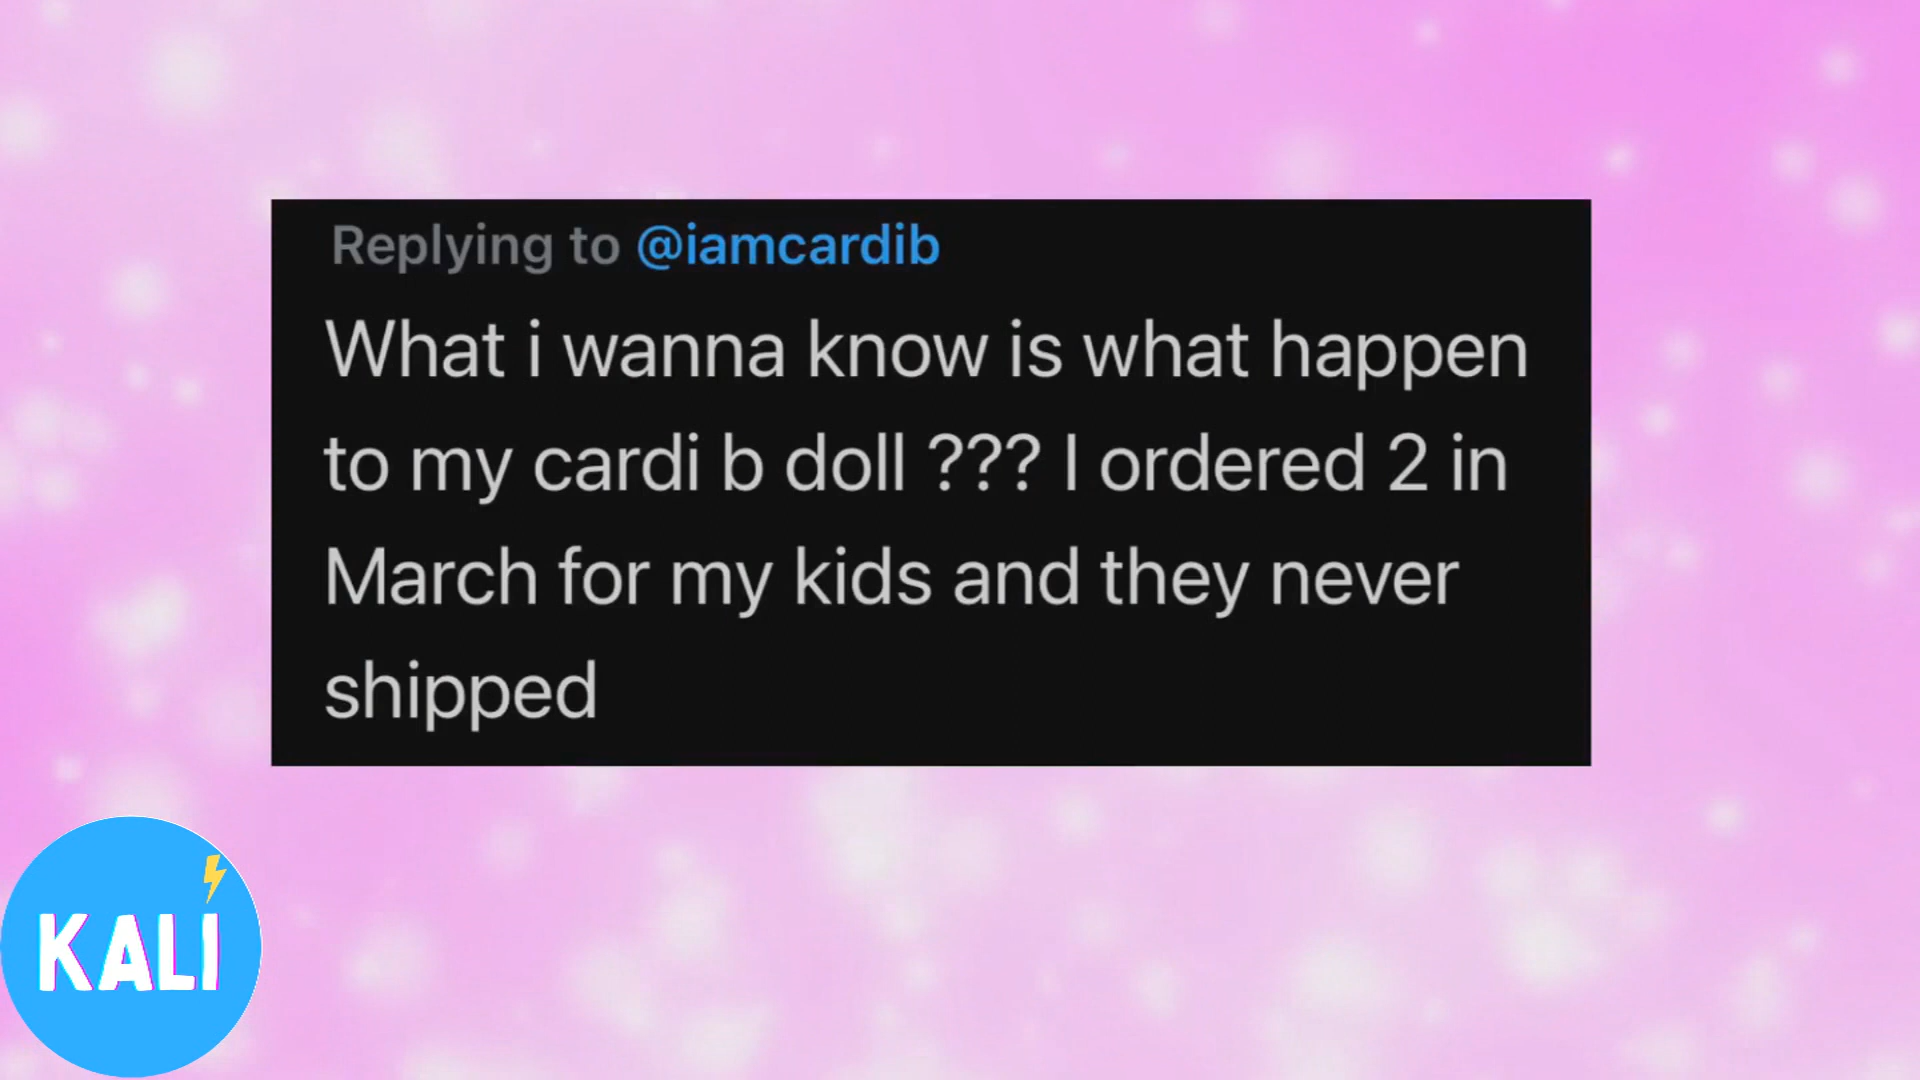 Replying to @iamcardib
What i wanna know is what happen
to my cardi b doll ??? I ordered 2 in
March for my kids and they never
shipped
KALI